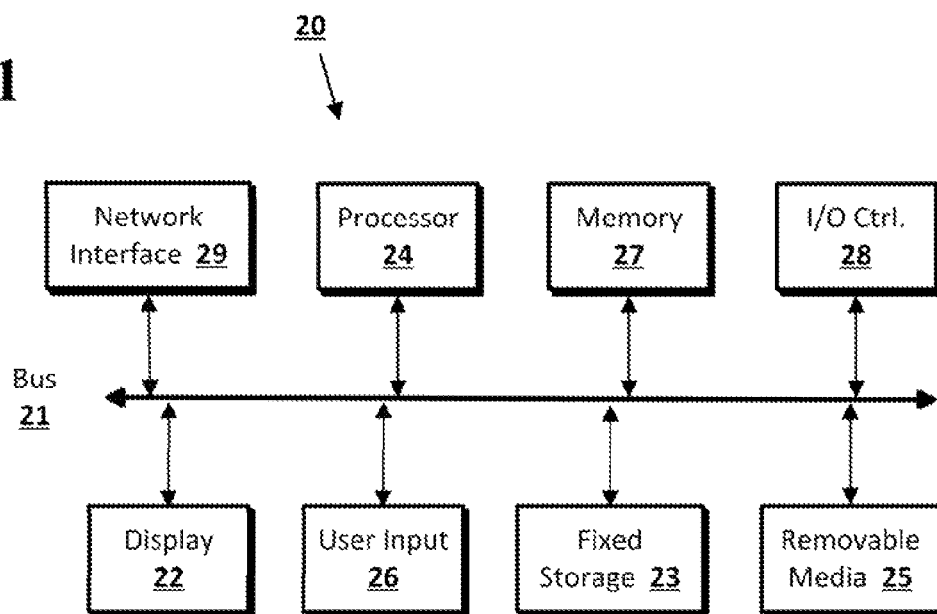 20
1
Network
Interface 29
Processor
24
Memory
27
I/O Ctrl.
28
Bus
21
Display
22
User Input
26
Fixed
Storage 23
Removable
Media 25